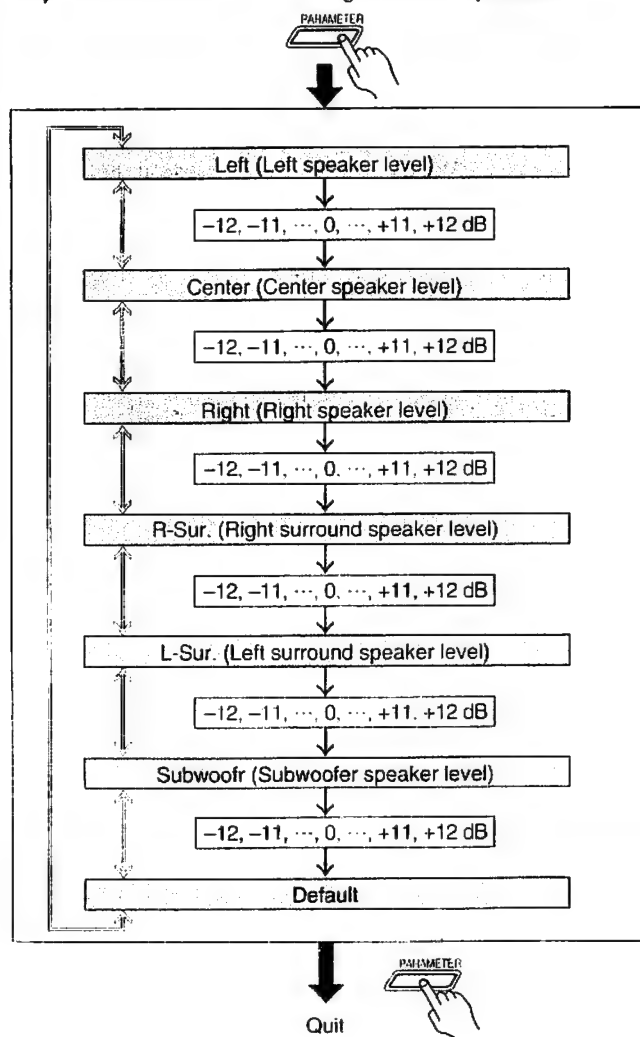 PARAMETER
Left (Left speaker level)
−12, −11, ···, 0, ···, +11, +12 dB
Center (Center speaker level)
−12, −11, ···, 0, ···, +11, +12 dB
Right (Right speaker level)
−12, −11, ···, 0, ···, +11, +12 dB
R-Sur. (Right surround speaker level)
−12, −11, ···, 0, ···, +11, +12 dB
L-Sur. (Left surround speaker level)
−12, −11, ···, 0, ···, +11, +12 dB
Subwoofr (Subwoofer speaker level)
−12, −11, ···, 0, ···, +11, +12 dB
Default
PARAMETER
Quit